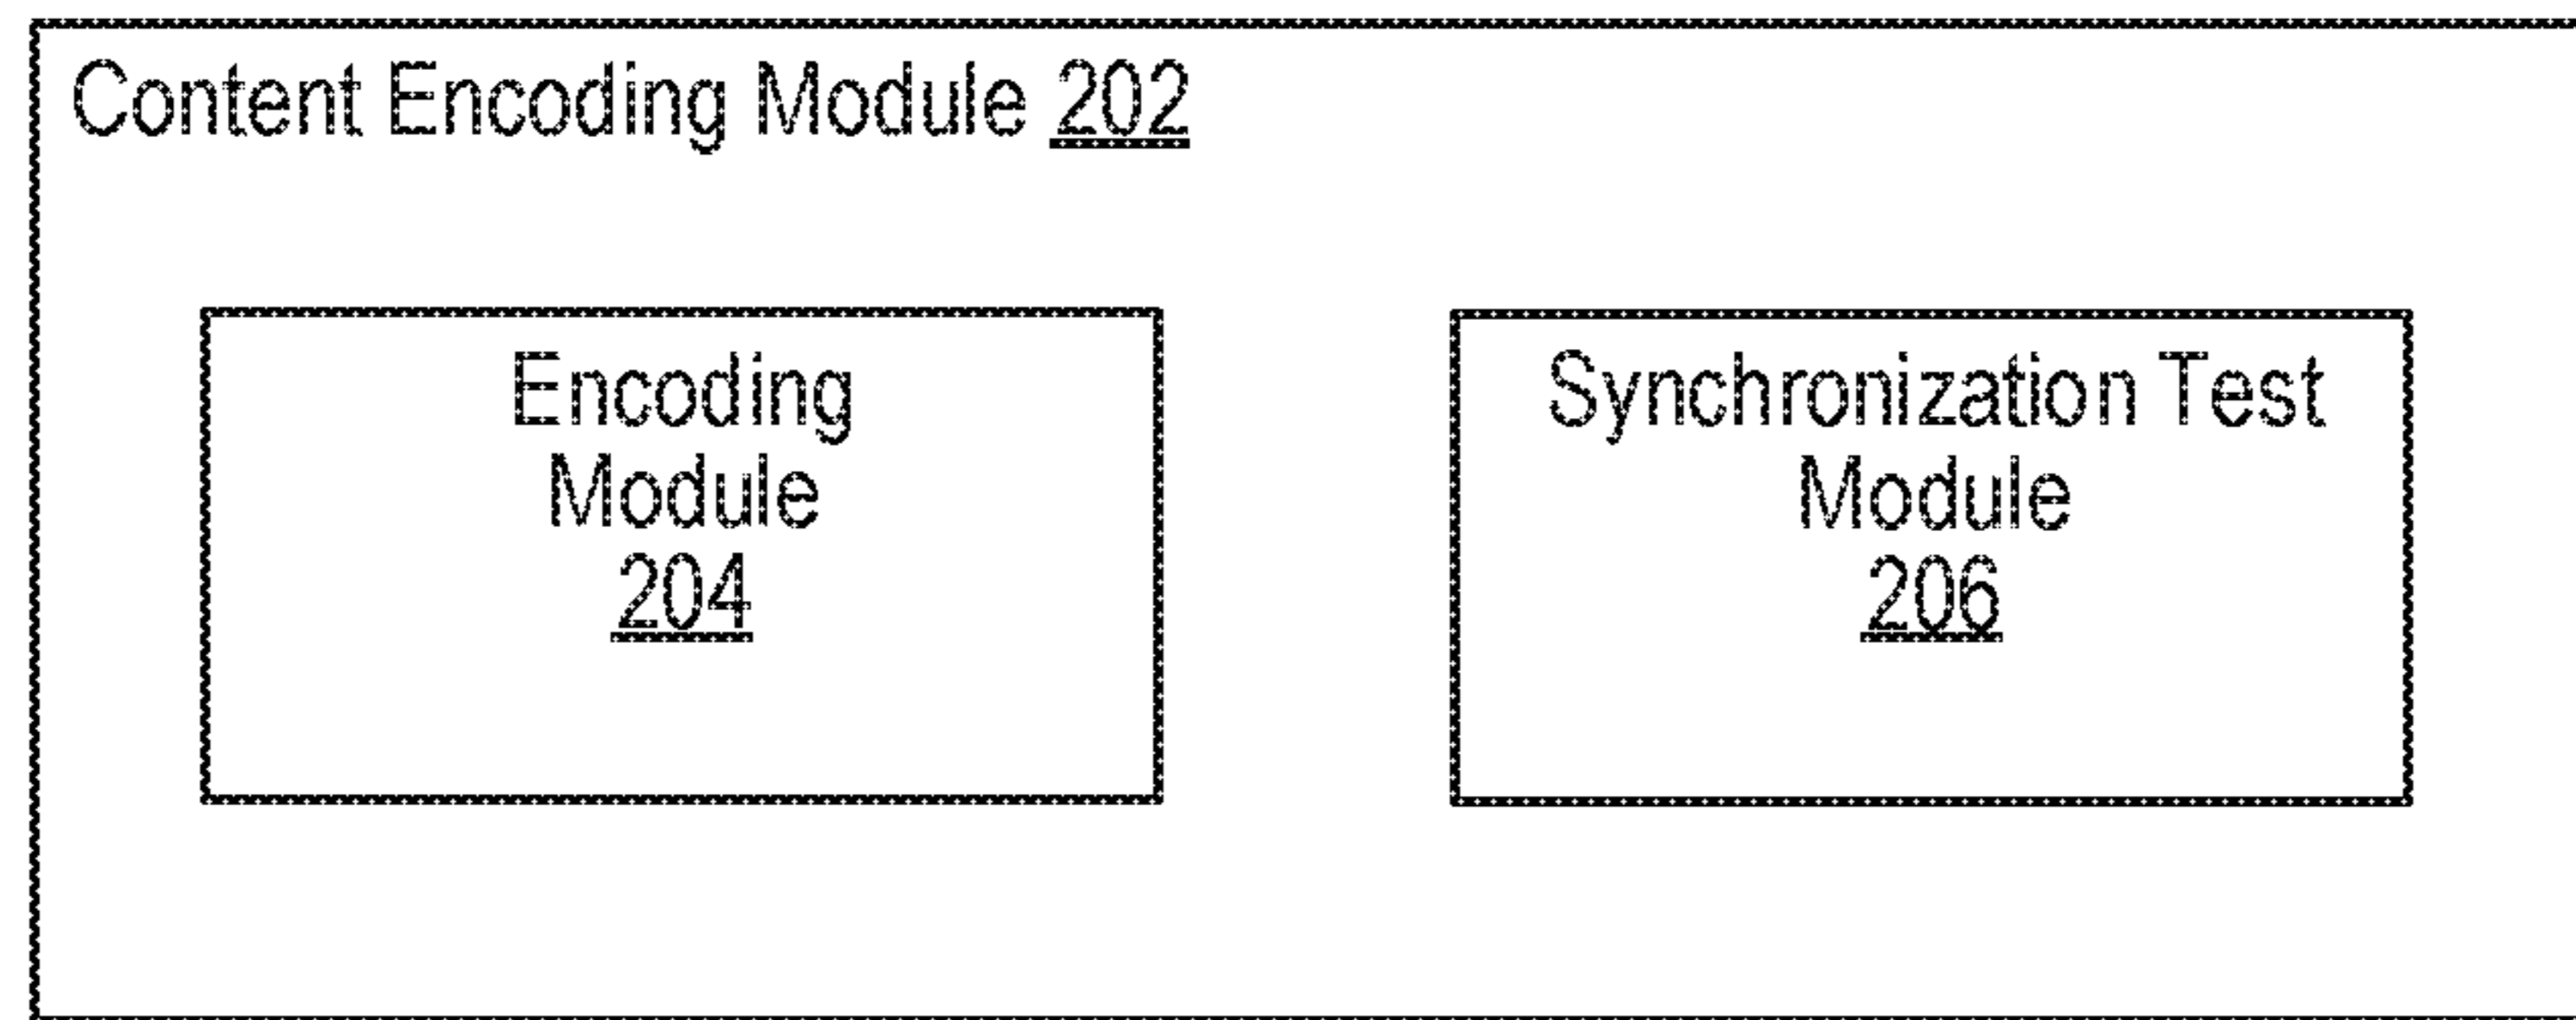 Content Encoding Module 202
Encoding
Module
204
Synchronization Test
Module
206